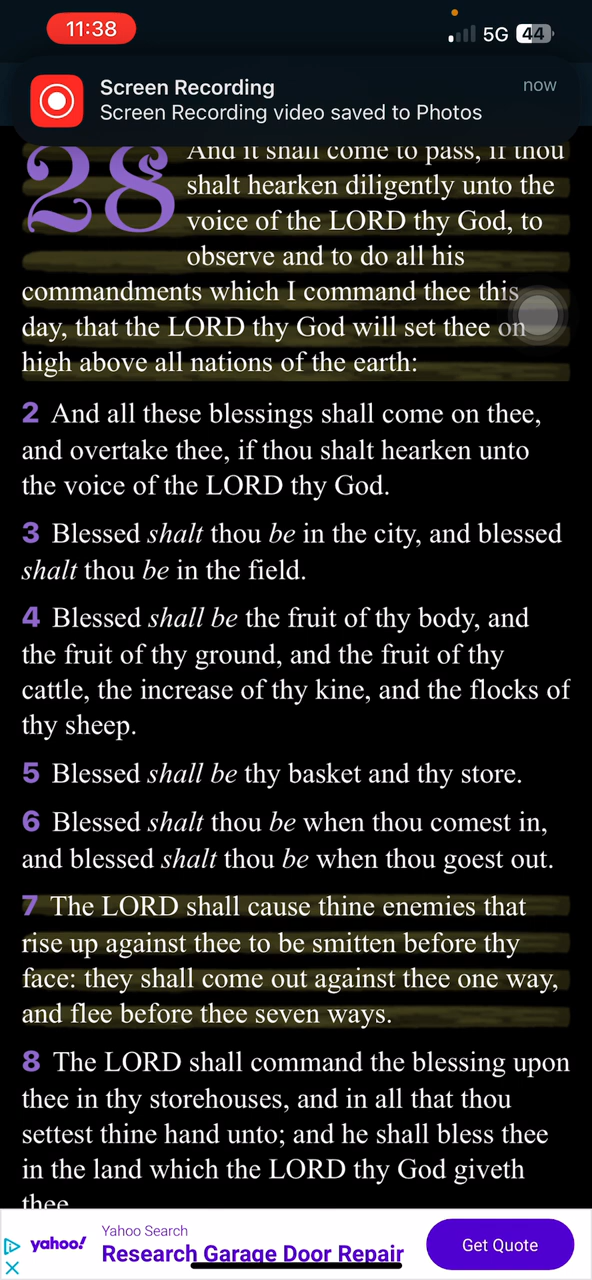 11:38
5G 44
Screen Recording
now
Screen Recording video saved to Photos
28 And it shall come to pass, if thou
shalt hearken diligently unto the
voice of the LORD thy God, to
observe and to do all his
commandments which I command thee this
day, that the LORD thy God will set thee on
high above all nations of the earth:
2 And all these blessings shall come on thee,
and overtake thee, if thou shalt hearken unto
the voice of the LORD thy God.
3 Blessed shalt thou be in the city, and blessed
shalt thou be in the field.
4 Blessed shall be the fruit of thy body, and
the fruit of thy ground, and the fruit of thy
cattle, the increase of thy kine, and the flocks of
thy sheep.
5 Blessed shall be thy basket and thy store.
6 Blessed shalt thou be when thou comest in,
and blessed shalt thou be when thou goest out.
7 The LORD shall cause thine enemies that
rise up against thee to be smitten before thy
face: they shall come out against thee one way,
and flee before thee seven ways.
8 The LORD shall command the blessing upon
thee in thy storehouses, and in all that thou
settest thine hand unto; and he shall bless thee
in the land which the LORD thy God giveth
thee
Yahoo Search
yahoo! Research Garage Door Repair
Get Quote